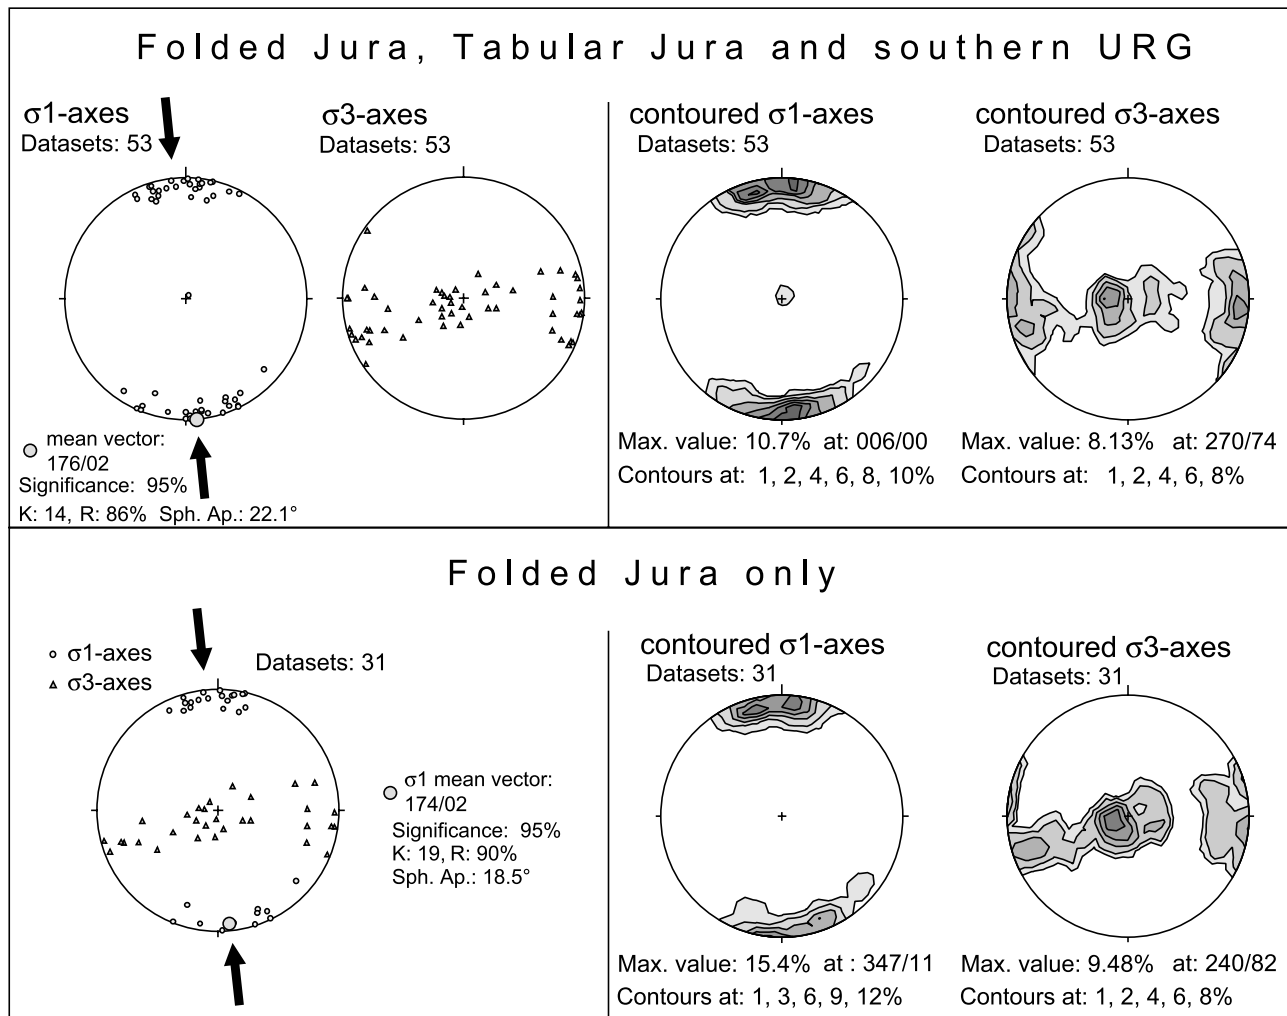 Folded Jura, Tabular Jura and southern URG
σ1-axes
Datasets: 53
σ3-axes
Datasets: 53
contoured σ1-axes
Datasets: 53
contoured σ3-axes
Datasets: 53
mean vector:
176/02
Significance: 95%
K: 14, R: 86% Sph. Ap.: 22.1°
Max. value: 10.7% at: 006/00
Contours at: 1, 2, 4, 6, 8, 10%
Max. value: 8.13% at: 270/74
Contours at: 1, 2, 4, 6, 8%
Folded Jura only
σ1-axes
σ3-axes
Datasets: 31
σ1 mean vector:
174/02
Significance: 95%
K: 19, R: 90%
Sph. Ap.: 18.5°
contoured σ1-axes
Datasets: 31
contoured σ3-axes
Datasets: 31
Max. value: 15.4% at : 347/11
Contours at: 1, 3, 6, 9, 12%
Max. value: 9.48% at: 240/82
Contours at: 1, 2, 4, 6, 8%